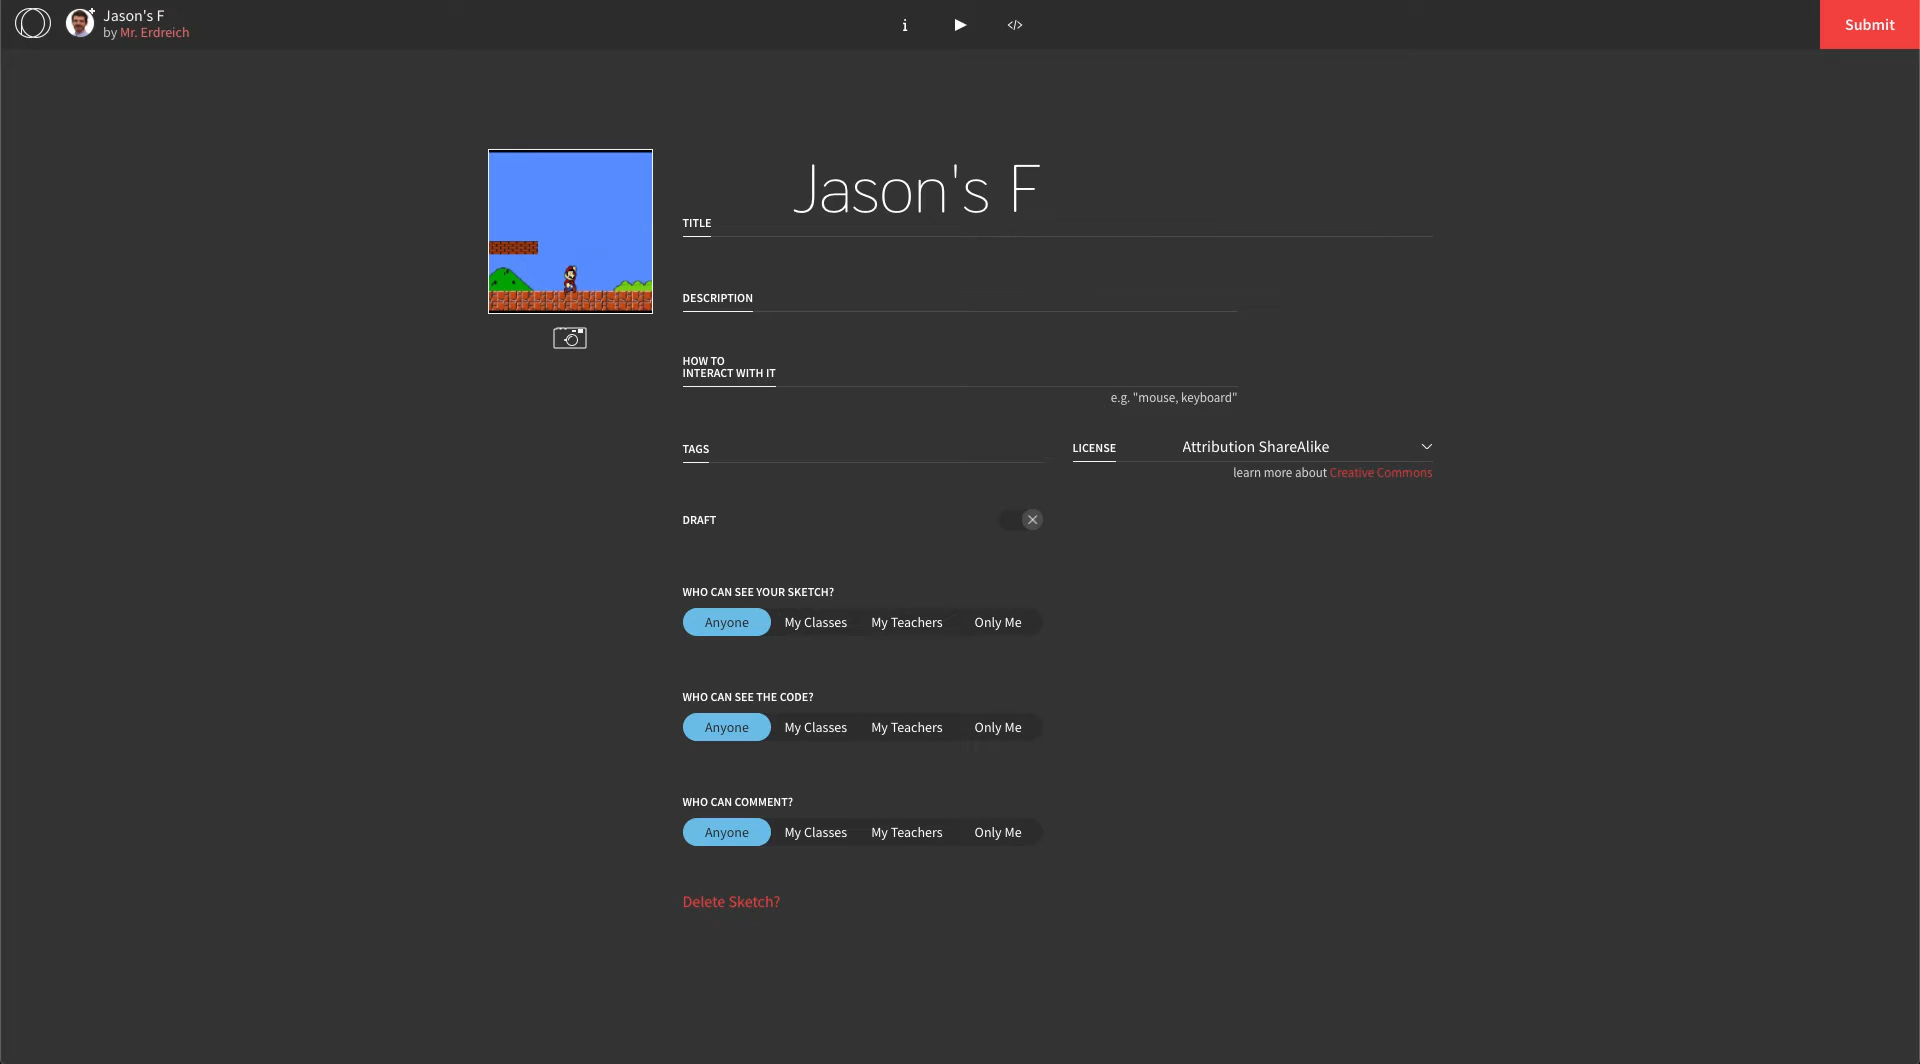 Jason's F
by Mr. Erdreich
i
</>
Submit
Jason's F
TITLE
DESCRIPTION
HOW TO
INTERACT WITH IT
e.g. "mouse, keyboard"
TAGS
LICENSE Attribution ShareAlike
learn more about Creative Commons
DRAFT
WHO CAN SEE YOUR SKETCH?
Anyone My Classes My Teachers Only Me
WHO CAN SEE THE CODE?
Anyone My Classes My Teachers Only Me
WHO CAN COMMENT?
Anyone My Classes My Teachers Only Me
Delete Sketch?